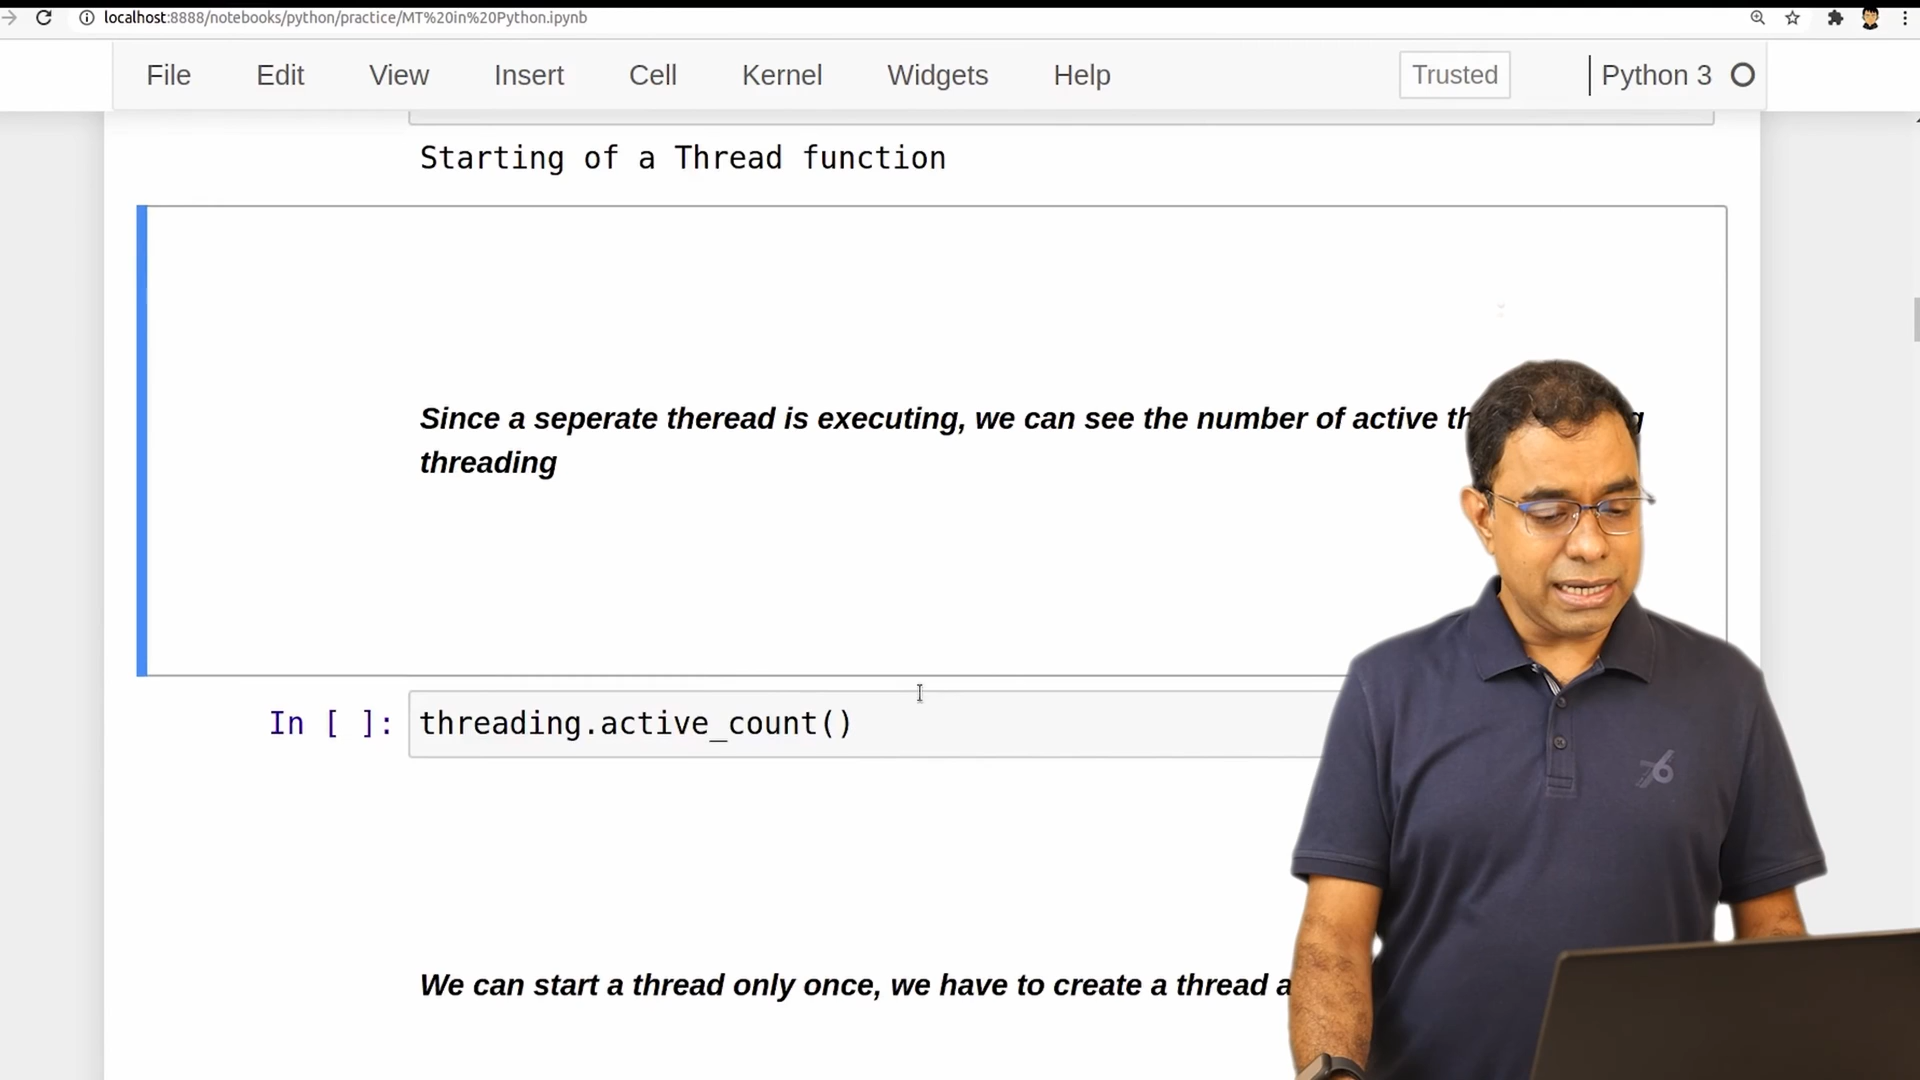 localhost:8888/notebooks/python/practice/MT%20in%20Python.ipynb
File Edit View Insert Cell Kernel Widgets Help Trusted Python 3
Starting of a Thread function
Since a seperate theread is executing, we can see the number of active
threading
In [ ]: threading.active_count()
We can start a thread only once, we have to create a thread
76